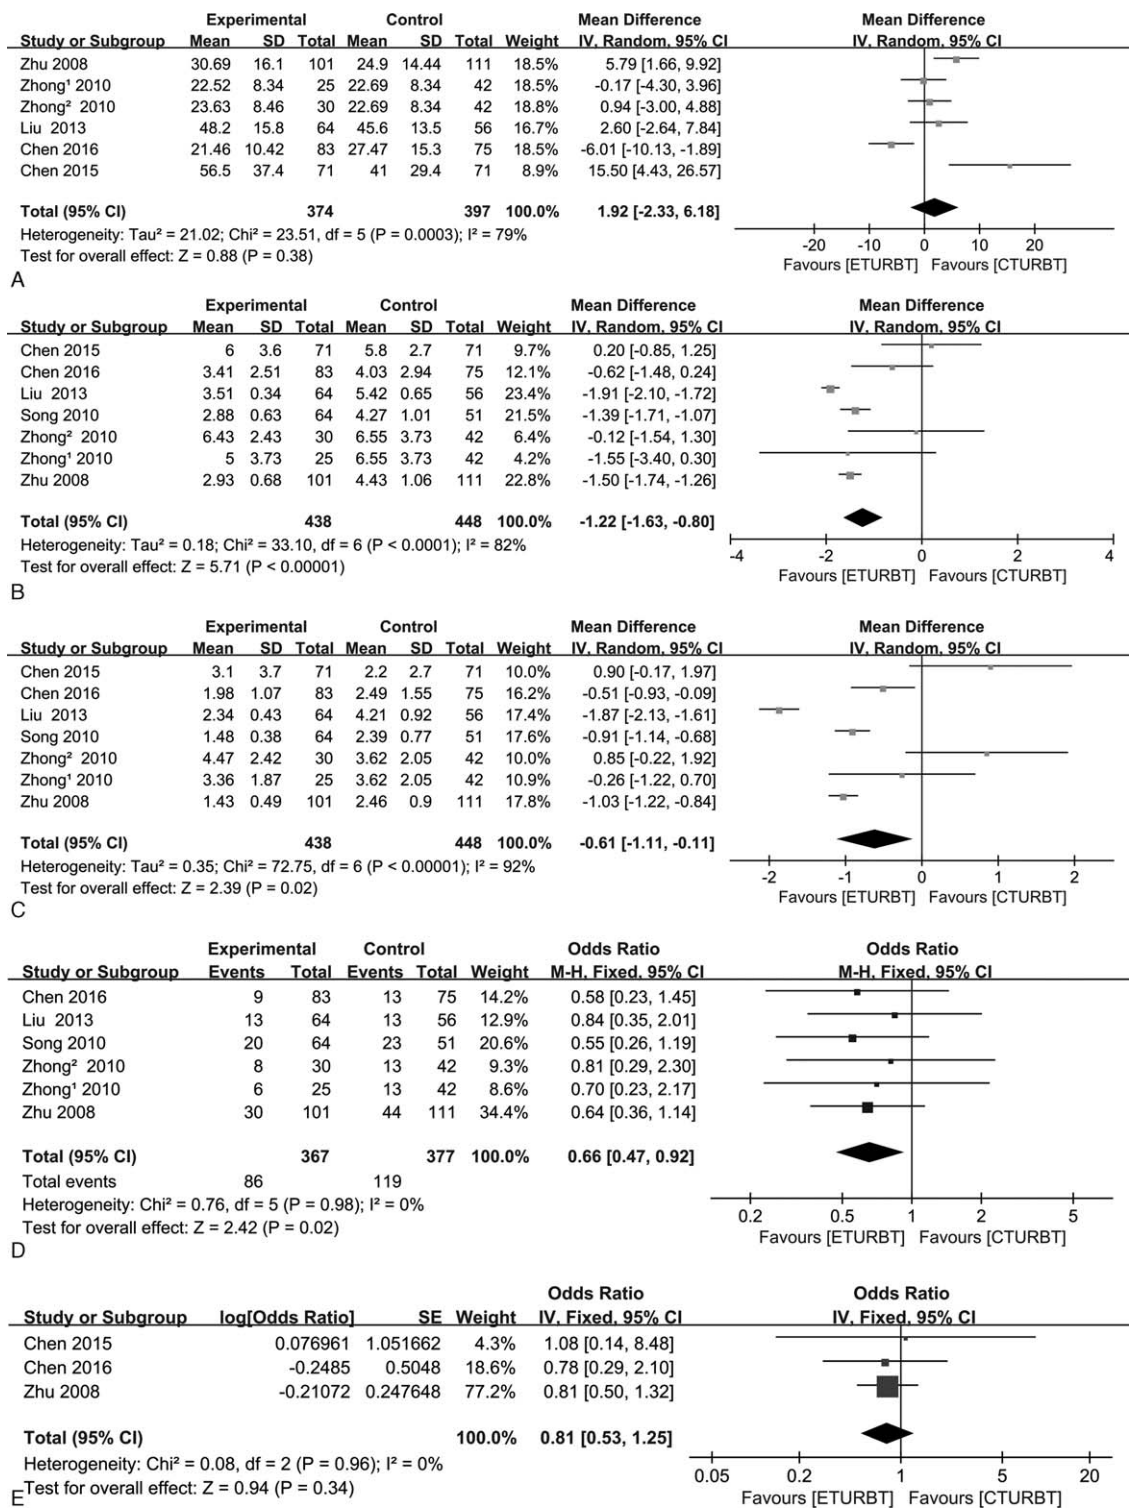 Experimental Control Mean Difference Mean Difference
Study or Subgroup Mean SD Total Mean SD Total Weight IV, Random, 95% CI IV, Random, 95% CI
Zhu 2008 30.69 16.1 101 24.9 14.44 111 18.5% 5.79 [1.66, 9.92]
Zhong¹ 2010 22.52 8.34 25 22.69 8.34 42 18.5% -0.17 [-4.30, 3.96]
Zhong² 2010 23.63 8.46 30 22.69 8.34 42 18.8% 0.94 [-3.00, 4.88]
Liu 2013 48.2 15.8 64 45.6 13.5 56 16.7% 2.60 [-2.64, 7.84]
Chen 2016 21.46 10.42 83 27.47 15.3 75 18.5% -6.01 [-10.13, -1.89]
Chen 2015 56.5 37.4 71 41 29.4 71 8.9% 15.50 [4.43, 26.57]
Total (95% CI) 374 397 100.0% 1.92 [-2.33, 6.18]
Heterogeneity: Tau² = 21.02; Chi² = 23.51, df = 5 (P = 0.0003); I² = 79%
Test for overall effect: Z = 0.88 (P = 0.38)
-20 -10 0 10 20
Favours [ETURBT] Favours [CTURBT]
A
Experimental Control Mean Difference Mean Difference
Study or Subgroup Mean SD Total Mean SD Total Weight IV, Random, 95% CI IV, Random, 95% CI
Chen 2015 6 3.6 71 5.8 2.7 71 9.7% 0.20 [-0.85, 1.25]
Chen 2016 3.41 2.51 83 4.03 2.94 75 12.1% -0.62 [-1.48, 0.24]
Liu 2013 3.51 0.34 64 5.42 0.65 56 23.4% -1.91 [-2.10, -1.72]
Song 2010 2.88 0.63 64 4.27 1.01 51 21.5% -1.39 [-1.71, -1.07]
Zhong² 2010 6.43 2.43 30 6.55 3.73 42 6.4% -0.12 [-1.54, 1.30]
Zhong¹ 2010 5 3.73 25 6.55 3.73 42 4.2% -1.55 [-3.40, 0.30]
Zhu 2008 2.93 0.68 101 4.43 1.06 111 22.8% -1.50 [-1.74, -1.26]
Total (95% CI) 438 448 100.0% -1.22 [-1.63, -0.80]
Heterogeneity: Tau² = 0.18; Chi² = 33.10, df = 6 (P < 0.0001); I² = 82%
Test for overall effect: Z = 5.71 (P < 0.00001)
-4 -2 0 2 4
Favours [ETURBT] Favours [CTURBT]
B
Experimental Control Mean Difference Mean Difference
Study or Subgroup Mean SD Total Mean SD Total Weight IV, Random, 95% CI IV, Random, 95% CI
Chen 2015 3.1 3.7 71 2.2 2.7 71 10.0% 0.90 [-0.17, 1.97]
Chen 2016 1.98 1.07 83 2.49 1.55 75 16.2% -0.51 [-0.93, -0.09]
Liu 2013 2.34 0.43 64 4.21 0.92 56 17.4% -1.87 [-2.13, -1.61]
Song 2010 1.48 0.38 64 2.39 0.77 51 17.6% -0.91 [-1.14, -0.68]
Zhong² 2010 4.47 2.42 30 3.62 2.05 42 10.0% 0.85 [-0.22, 1.92]
Zhong¹ 2010 3.36 1.87 25 3.62 2.05 42 10.9% -0.26 [-1.22, 0.70]
Zhu 2008 1.43 0.49 101 2.46 0.9 111 17.8% -1.03 [-1.22, -0.84]
Total (95% CI) 438 448 100.0% -0.61 [-1.11, -0.11]
Heterogeneity: Tau² = 0.35; Chi² = 72.75, df = 6 (P < 0.00001); I² = 92%
Test for overall effect: Z = 2.39 (P = 0.02)
-2 -1 0 1 2
Favours [ETURBT] Favours [CTURBT]
C
Experimental Control Odds Ratio Odds Ratio
Study or Subgroup Events Total Events Total Weight M-H, Fixed, 95% CI M-H, Fixed, 95% CI
Chen 2016 9 83 13 75 14.2% 0.58 [0.23, 1.45]
Liu 2013 13 64 13 56 12.9% 0.84 [0.35, 2.01]
Song 2010 20 64 23 51 20.6% 0.55 [0.26, 1.19]
Zhong² 2010 8 30 13 42 9.3% 0.81 [0.29, 2.30]
Zhong¹ 2010 6 25 13 42 8.6% 0.70 [0.23, 2.17]
Zhu 2008 30 101 44 111 34.4% 0.64 [0.36, 1.14]
Total (95% CI) 367 377 100.0% 0.66 [0.47, 0.92]
Total events 86 119
Heterogeneity: Chi² = 0.76, df = 5 (P = 0.98); I² = 0%
Test for overall effect: Z = 2.42 (P = 0.02)
0.2 0.5 1 2 5
Favours [ETURBT] Favours [CTURBT]
D
Odds Ratio Odds Ratio
Study or Subgroup log[Odds Ratio] SE Weight IV, Fixed, 95% CI IV, Fixed, 95% CI
Chen 2015 0.076961 1.051662 4.3% 1.08 [0.14, 8.48]
Chen 2016 -0.2485 0.5048 18.6% 0.78 [0.29, 2.10]
Zhu 2008 -0.21072 0.247648 77.2% 0.81 [0.50, 1.32]
Total (95% CI) 100.0% 0.81 [0.53, 1.25]
Heterogeneity: Chi² = 0.08, df = 2 (P = 0.96); I² = 0%
Test for overall effect: Z = 0.94 (P = 0.34)
0.05 0.2 1 5 20
Favours [ETURBT] Favours [CTURBT]
E